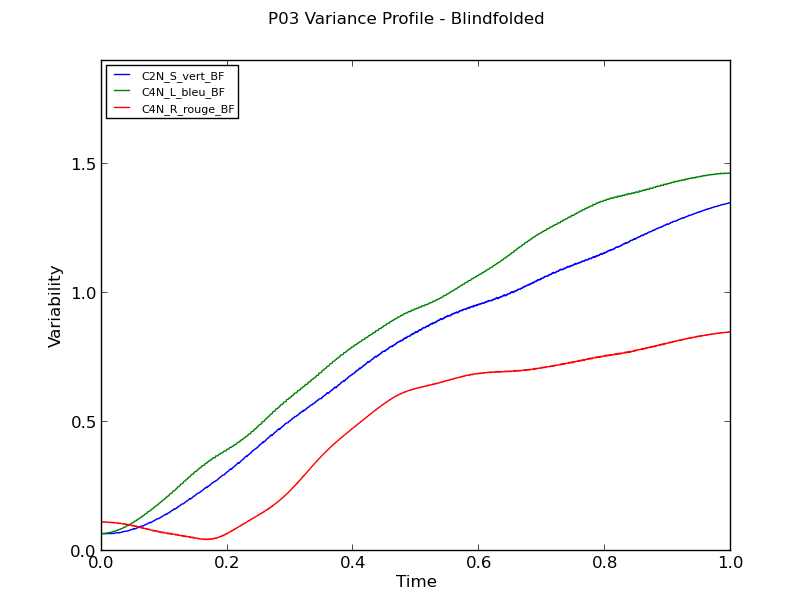 P03 Variance Profile - Blindfolded
C2N_S_vert_BF
C4N_L_bleu_BF
C4N_R_rouge_BF
Variability
1.5
1.0
0.5
0.0
0.0 0.2 0.4 0.6 0.8 1.0
Time